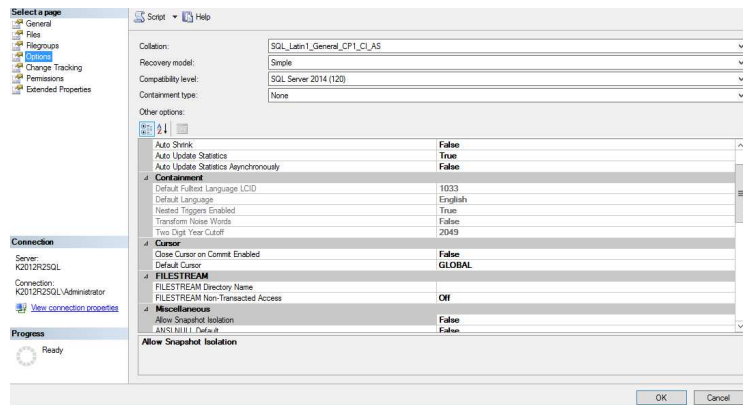 Select a page
General
Files
Filegroups
Options
Change Tracking
Permissions
Extended Properties
Script Help
Collation: SQL_Latin1_General_CP1_CI_AS
Recovery model: Simple
Compatibility level: SQL Server 2014 (120)
Containment type: None
Other options:
Auto Shrink False
Auto Update Statistics True
Auto Update Statistics Asynchronously False
Containment
Default Fulltext Language LCID 1033
Default Language English
Nested Triggers Enabled True
Transform Noise Words False
Two Digit Year Cutoff 2049
Cursor
Close Cursor on Commit Enabled False
Default Cursor GLOBAL
FILESTREAM
FILESTREAM Directory Name
FILESTREAM Non-Transacted Access Off
Miscellaneous
Allow Snapshot Isolation False
ANSI NULL Default False
Allow Snapshot Isolation
Connection
Server:
K2012R2SQL
Connection:
K2012R2SQL\Administrator
View connection properties
Progress
Ready
OK Cancel